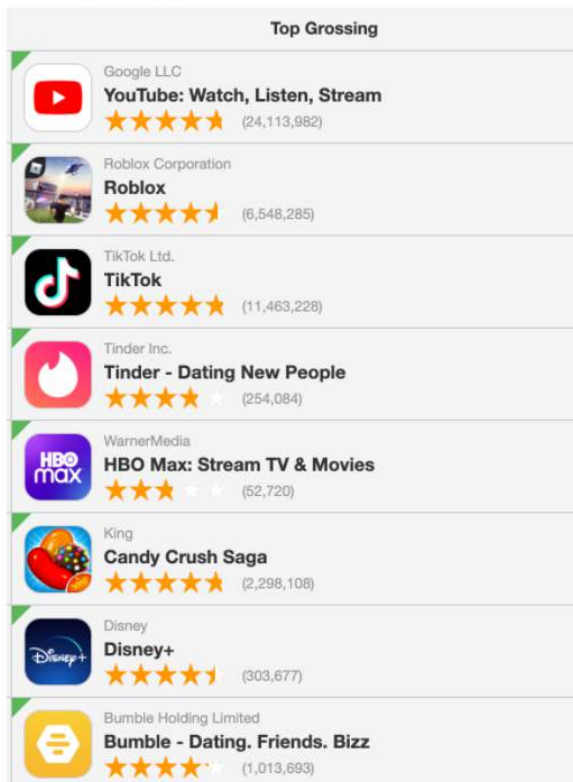 Top Grossing
Google LLC
YouTube: Watch, Listen, Stream
(24,113,982)
Roblox Corporation
Roblox
(6,548,285)
TikTok Ltd.
TikTok
(11,463,228)
Tinder Inc.
Tinder - Dating New People
(254,084)
WarnerMedia
HBO Max: Stream TV & Movies
HBO
max
(52,720)
King
Candy Crush Saga
(2,298,108)
Disney
Disney+
Disney+
(303,677)
Bumble Holding Limited
Bumble - Dating. Friends. Bizz
(1,013,693)